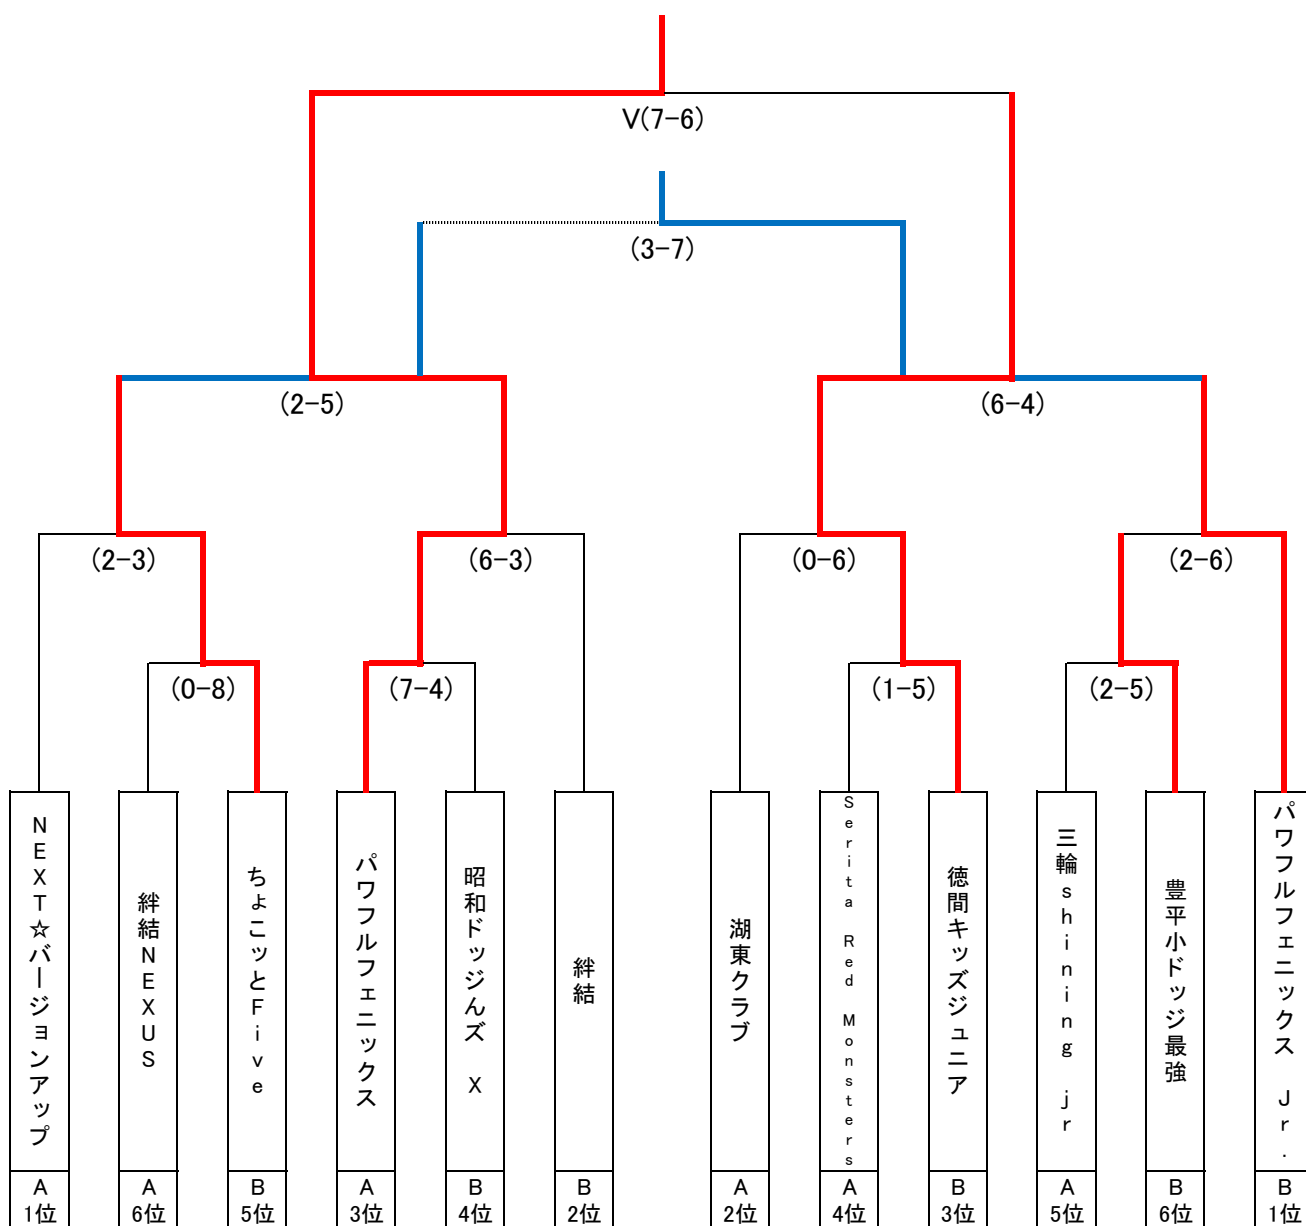 V(7-6)
(3-7)
(2-5)
(6-4)
(2-3)
(6-3)
(0-6)
(2-6)
(0-8)
(7-4)
(1-5)
(2-5)
NEXT☆バージョンアップ
絆結NEXUS
ちょこッとFive
パワフルフェニックス
昭和ドッジんズ X
絆結
湖東クラブ
Serita Red Monsters
徳間キッズジュニア
三輪shining jr
豊平小ドッジ最強
パワフルフェニックス Jr.
A 1位
A 6位
B 5位
A 3位
B 4位
B 2位
A 2位
A 4位
B 3位
A 5位
B 6位
B 1位